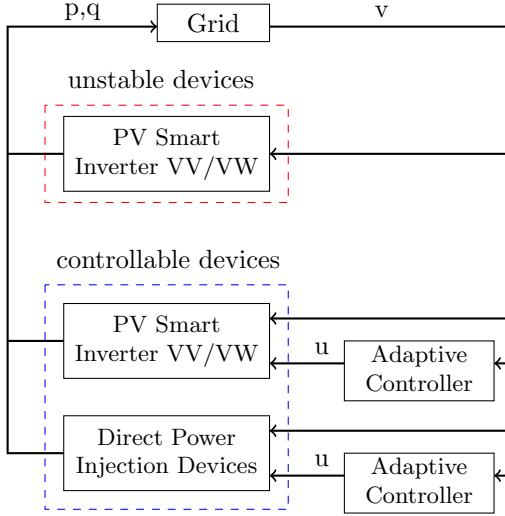 p,q
Grid
v
unstable devices
PV Smart
Inverter VV/VW
controllable devices
PV Smart
Inverter VV/VW
u
Adaptive
Controller
Direct Power
Injection Devices
u
Adaptive
Controller